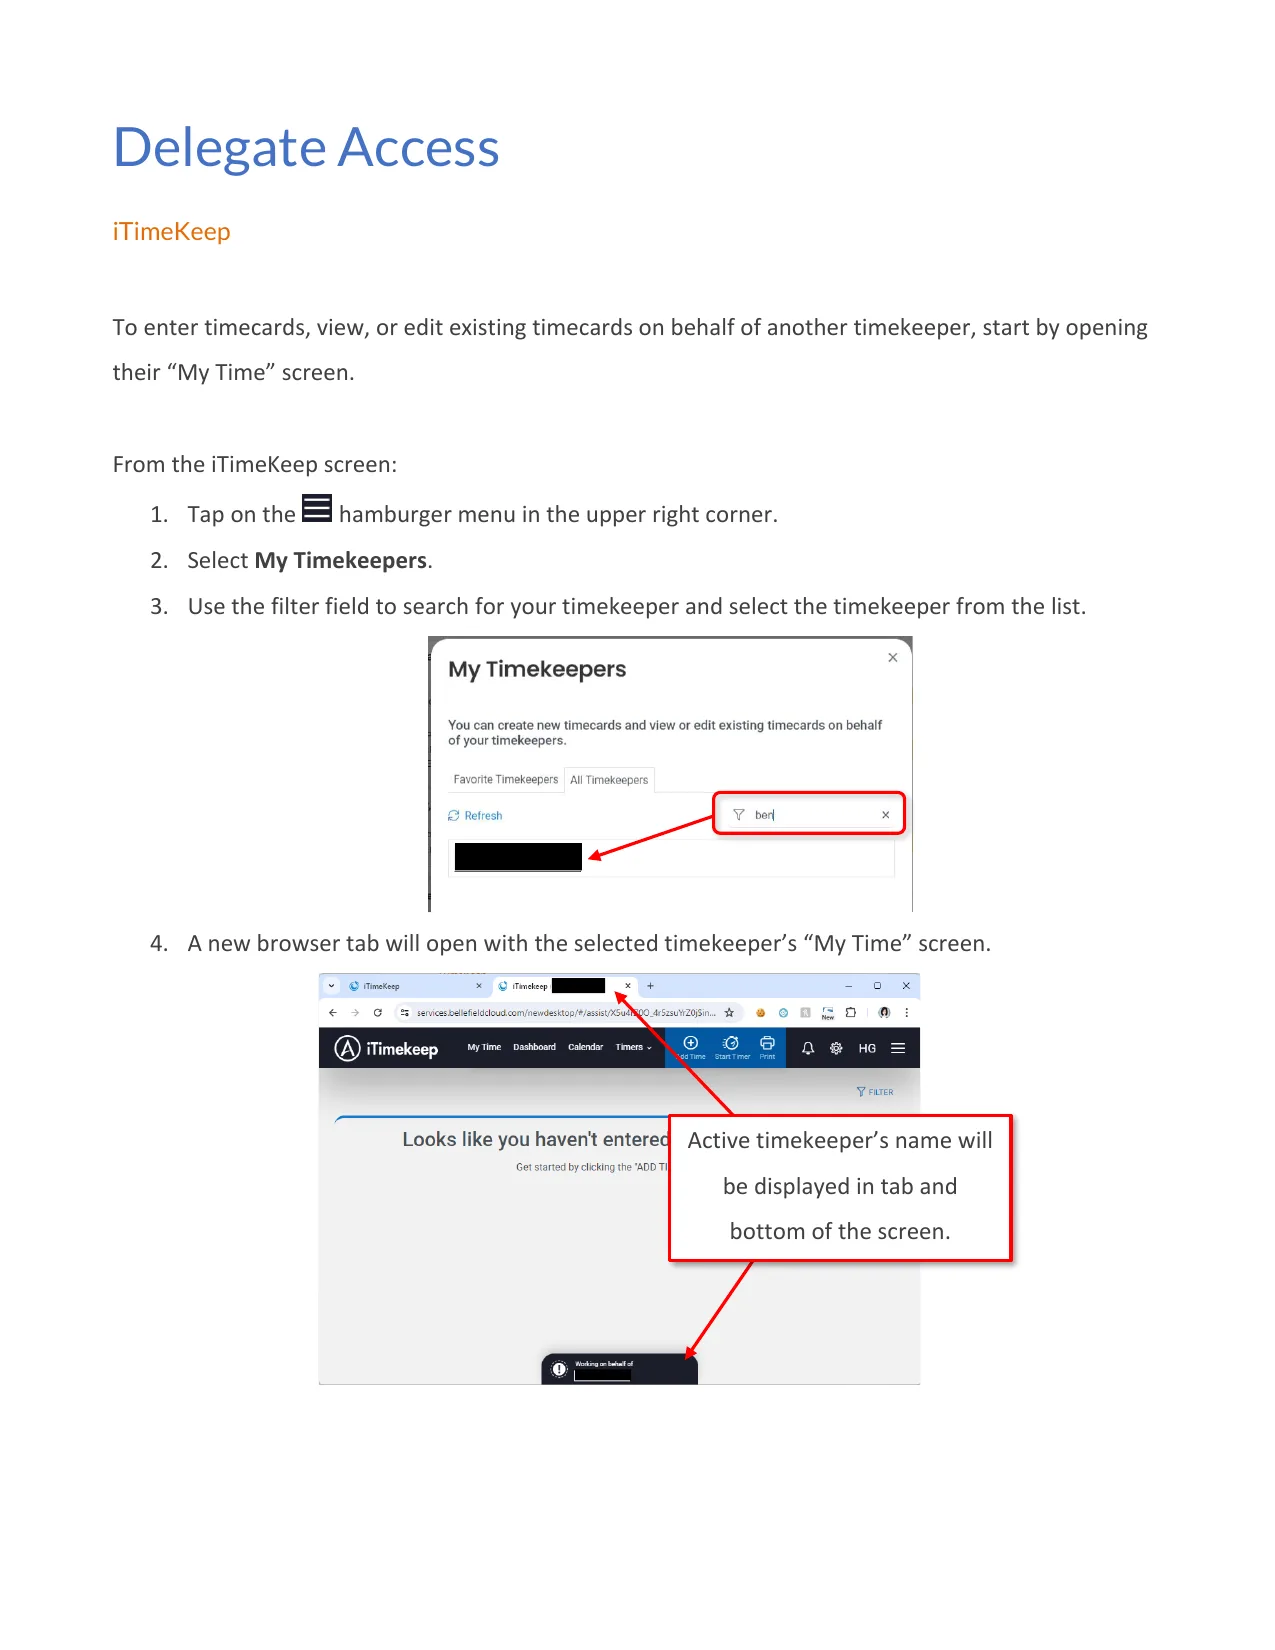 Delegate Access
iTimeKeep
To enter timecards, view, or edit existing timecards on behalf of another timekeeper, start by opening
their “My Time” screen.
From the iTimeKeep screen:
1. Tap on the hamburger menu in the upper right corner.
2. Select My Timekeepers.
3. Use the filter field to search for your timekeeper and select the timekeeper from the list.
My Timekeepers
You can create new timecards and view or edit existing timecards on behalf
of your timekeepers.
Favorite Timekeepers All Timekeepers
Refresh ben
4. A new browser tab will open with the selected timekeeper’s “My Time” screen.
iTimeKeep iTimekeep
services.bellefieldcloud.com/newdesktop/#/assist/
New
iTimekeep My Time Dashboard Calendar Timers Add Time Start Timer Print HG
FILTER
Looks like you haven't entered
Get started by clicking the "ADD
Active timekeeper’s name will
be displayed in tab and
bottom of the screen.
Working on behalf of